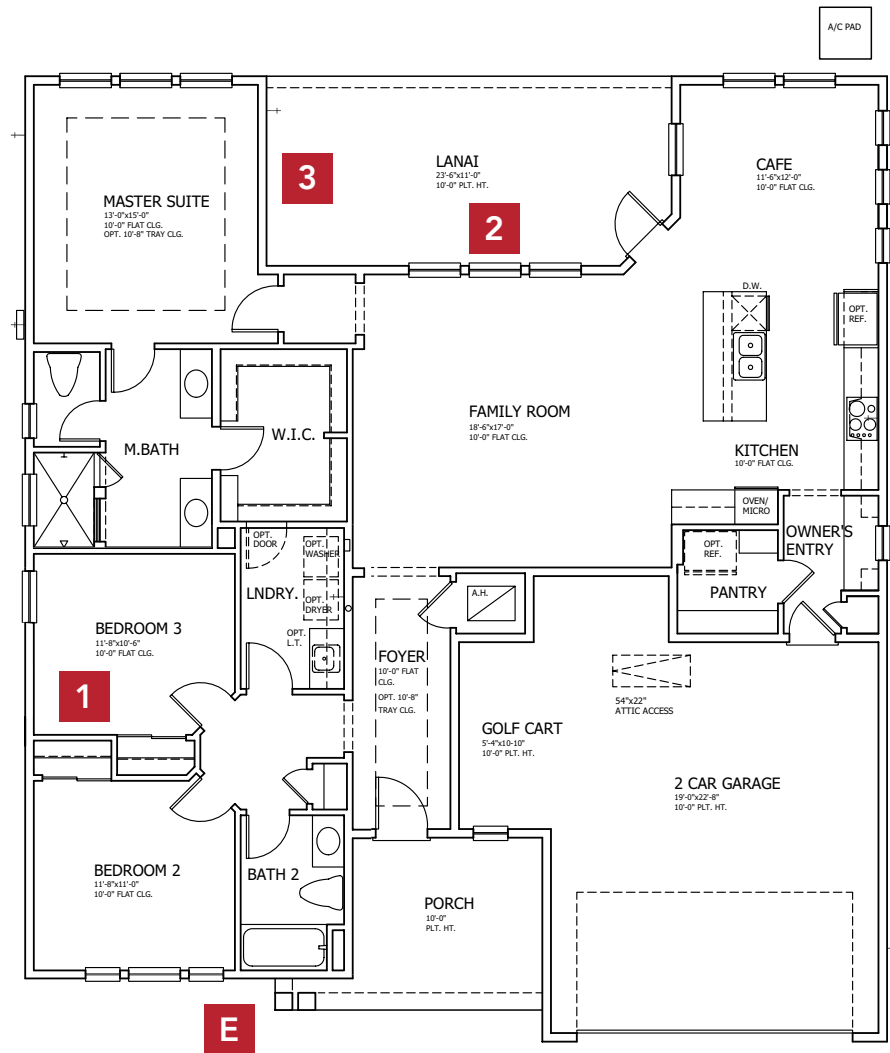 A/C PAD
3
LANAI
23'-6"x11'-0"
10'-0" PLT. HT.
CAFE
11'-6"x12'-0"
10'-0" FLAT CLG.
MASTER SUITE
13'-0"x15'-0"
10'-0" FLAT CLG.
OPT. 10'-8" TRAY CLG.
2
D.W.
OPT.
REF.
FAMILY ROOM
18'-6"x17'-0"
10'-0" FLAT CLG.
W.I.C.
M.BATH
KITCHEN
10'-0" FLAT CLG.
OVEN/
MICRO
OWNER'S
ENTRY
OPT.
DOOR
OPT.
WASHER
OPT.
REF.
PANTRY
LNDRY.
OPT.
DRYER
A.H.
BEDROOM 3
11'-8"x10'-6"
10'-0" FLAT CLG.
OPT.
L.T.
FOYER
10'-0" FLAT
CLG.
OPT. 10'-8"
TRAY CLG.
1
54"x22"
ATTIC ACCESS
GOLF CART
5'-4"x10-10"
10'-0" PLT. HT.
2 CAR GARAGE
19'-0"x22'-8"
10'-0" PLT. HT.
BEDROOM 2
11'-8"x11'-0"
10'-0" FLAT CLG.
BATH 2
PORCH
10'-0"
PLT. HT.
E